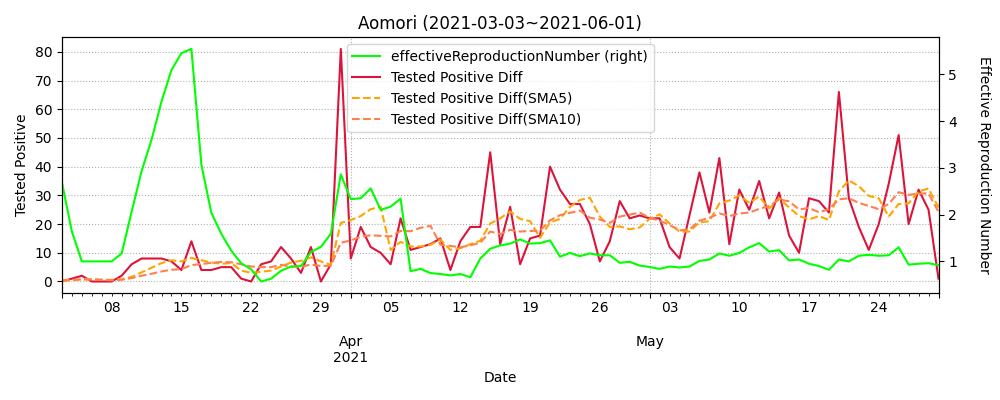 Aomori (2021-03-03~2021-06-01)
effectiveReproductionNumber (right)
Tested Positive Diff
Tested Positive Diff(SMA5)
Tested Positive Diff(SMA10)
Tested Positive
80
70
60
50
40
30
20
10
0
Effective Reproduction Number
5
4
3
2
1
08 15 22 29 05 12 19 26 03 10 17 24
Apr May
2021
Date